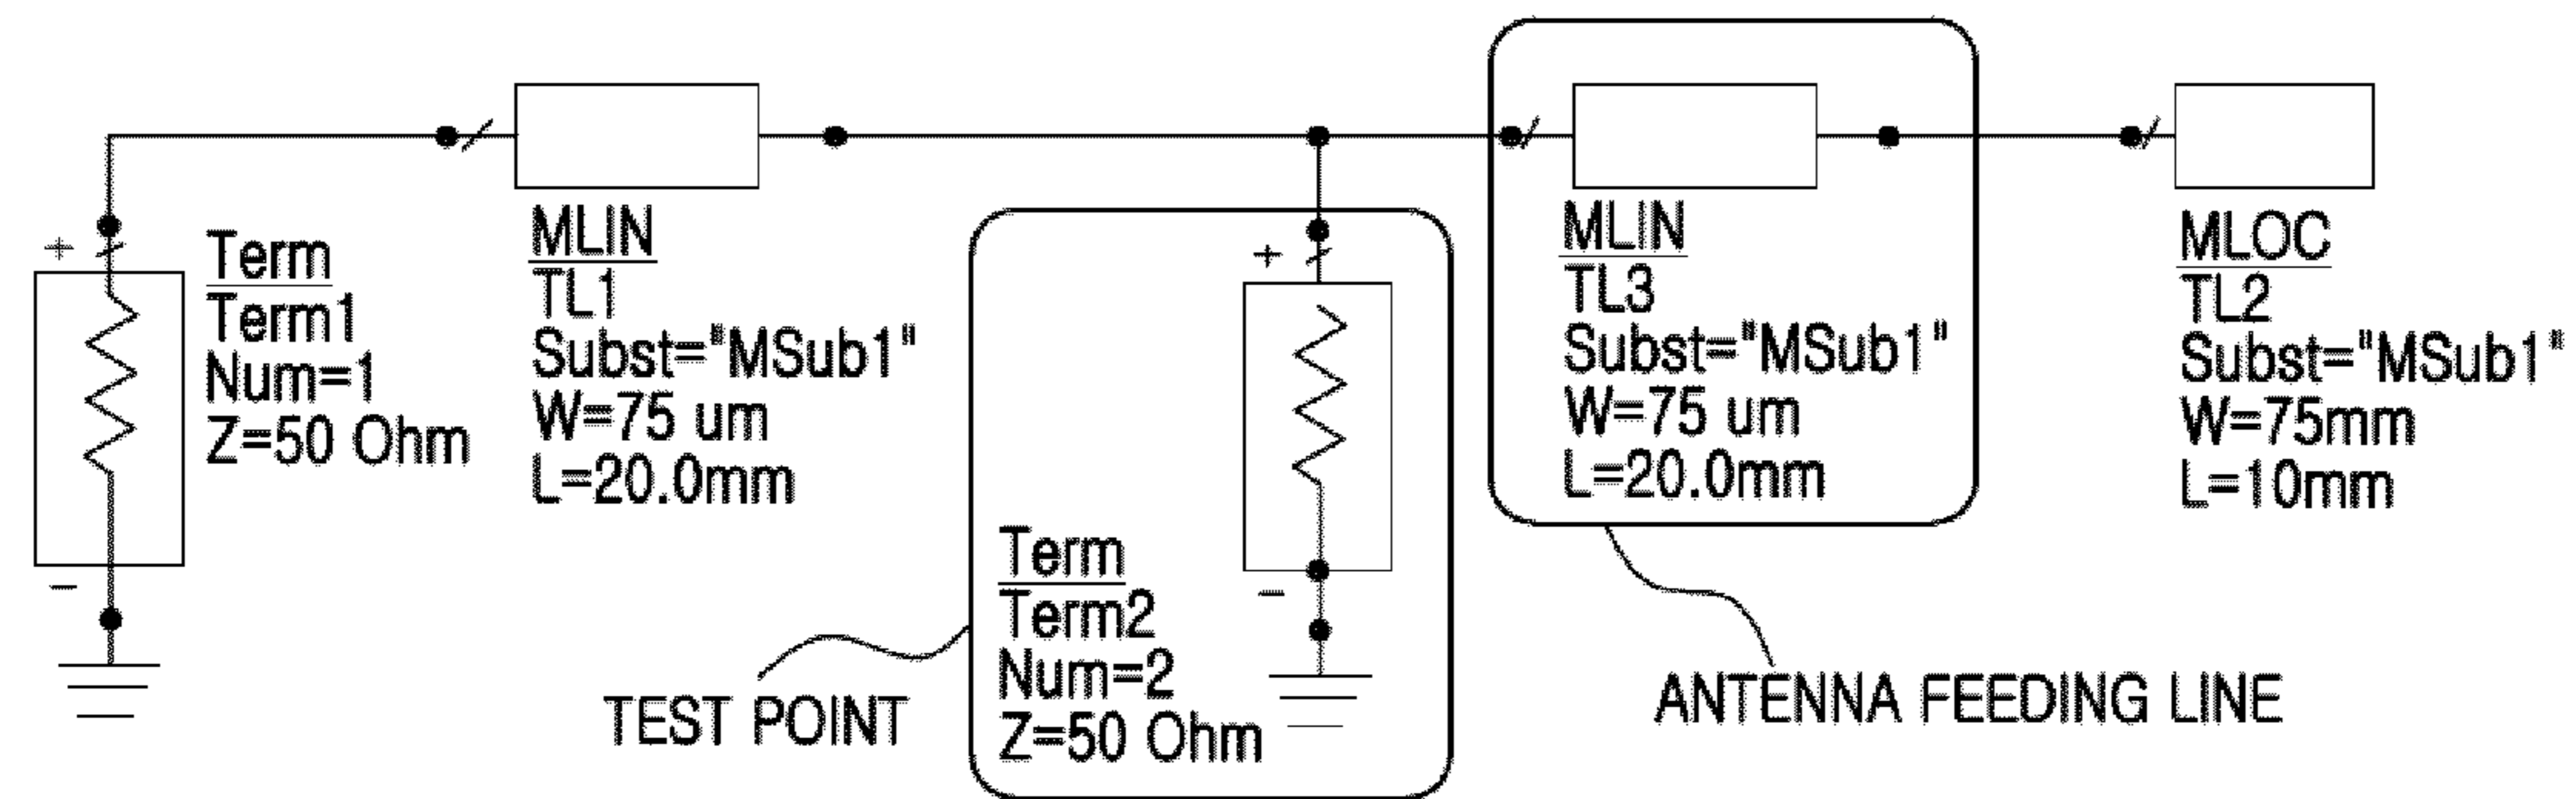 +
-
Term
Term1
Num=1
Z=50 Ohm
MLIN
TL1
Subst="MSub1"
W=75 um
L=20.0mm
+
-
Term
Term2
Num=2
Z=50 Ohm
TEST POINT
MLIN
TL3
Subst="MSub1"
W=75 um
L=20.0mm
ANTENNA FEEDING LINE
MLOC
TL2
Subst="MSub1"
W=75mm
L=10mm